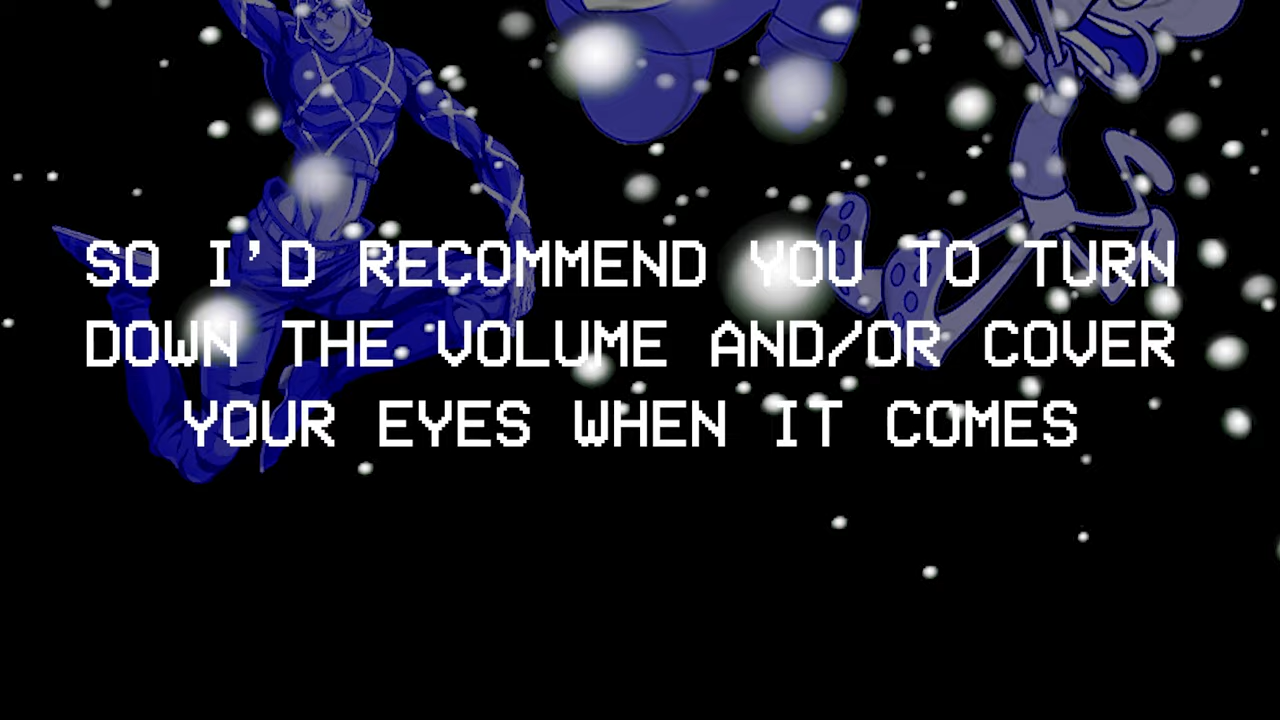 SO I'D RECOMMEND YOU TO TURN
DOWN THE VOLUME AND/OR COVER
YOUR EYES WHEN IT COMES